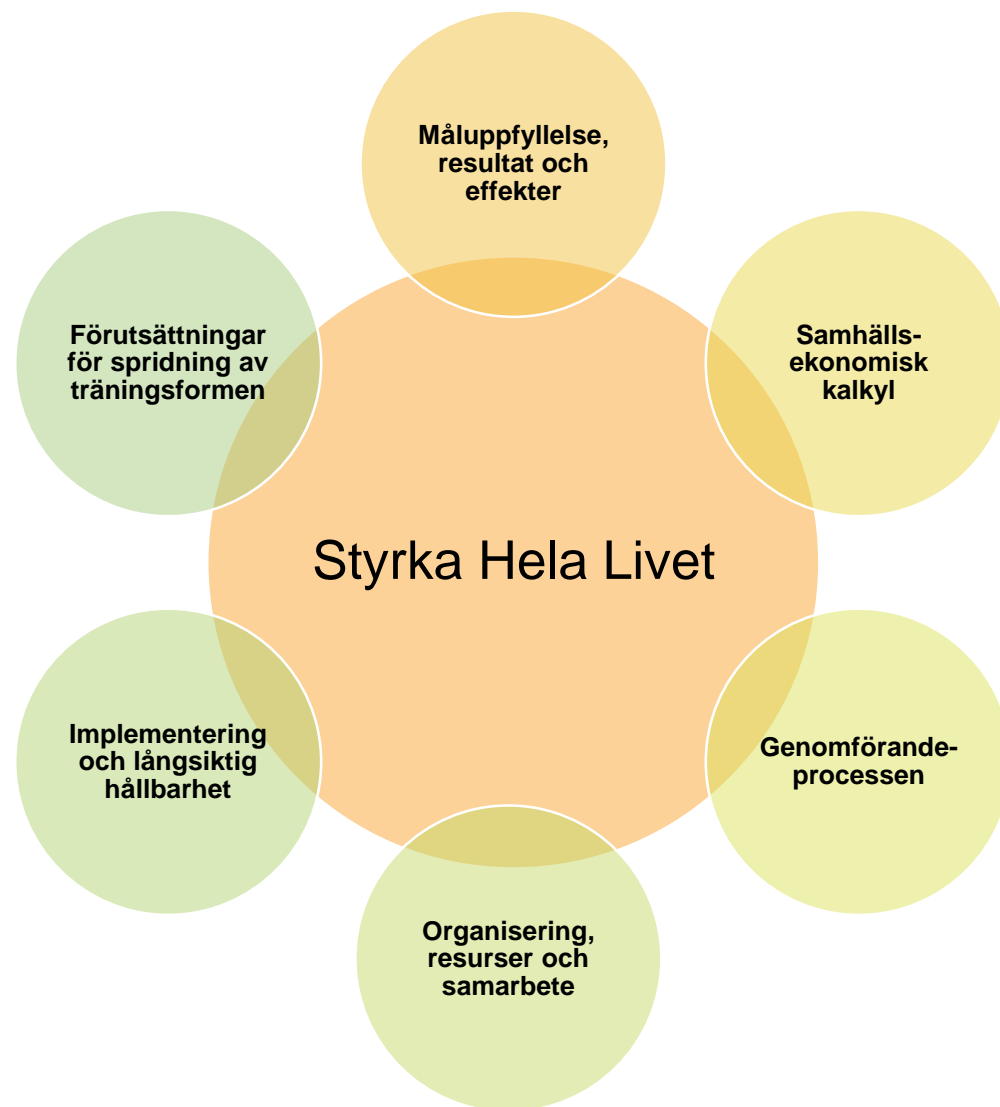 Måluppfyllelse,
resultat och
effekter
Samhälls-
ekonomisk
kalkyl
Genomförande-
processen
Organisering,
resurser och
samarbete
Implementering
och långsiktig
hållbarhet
Förutsättningar
för spridning av
träningsformen
Styrka Hela Livet